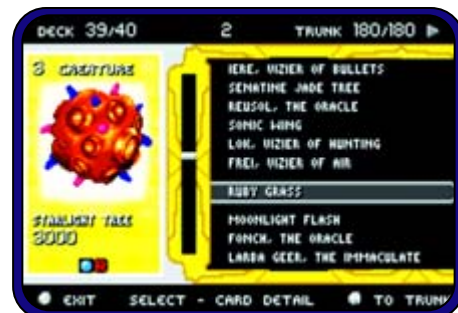 DECK 39/40 2 TRUNK 180/180
3 CREATURE
IERE, VIZIER OF BULLETS
SENATINE JADE TREE
REUSOL, THE ORACLE
SONIC WING
LOK, VIZIER OF HUNTING
FREI, VIZIER OF AIR
RUBY GRASS
MOONLIGHT FLASH
FONCH, THE ORACLE
LARBA GEER, THE IMMACULATE
STARLIGHT TREE
3000
EXIT SELECT - CARD DETAIL TO TRUNK